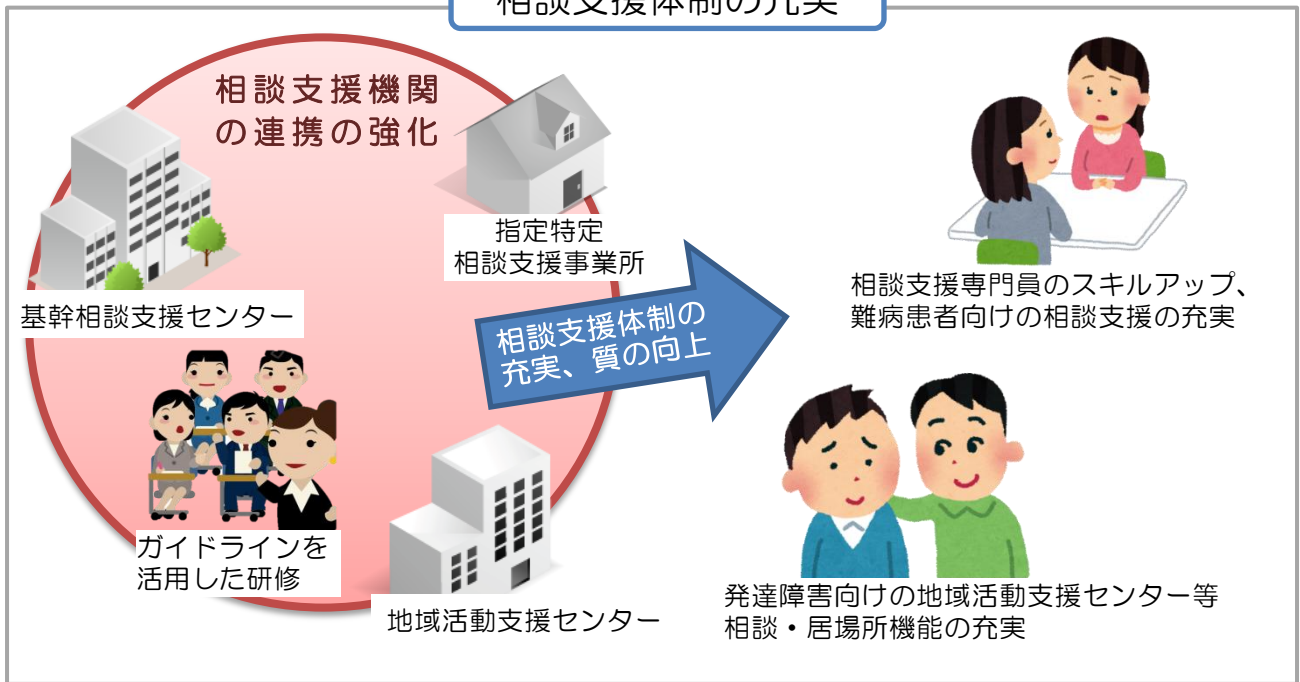 相談支援体制の充実
相談支援機関
の連携の強化
指定特定
相談支援事業所
基幹相談支援センター
相談支援体制の
充実、質の向上
ガイドラインを
活用した研修
地域活動支援センター
相談支援専門員のスキルアップ、
難病患者向けの相談支援の充実
発達障害向けの地域活動支援センター等
相談・居場所機能の充実